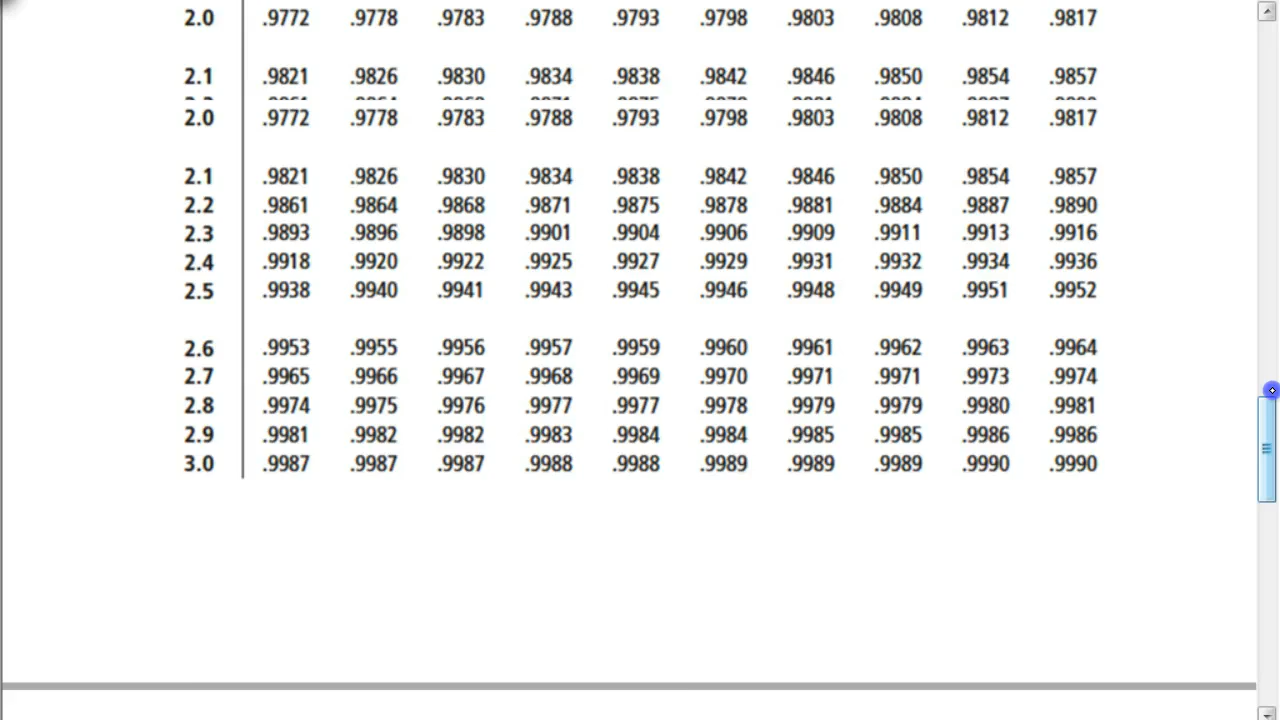 2.0 .9772 .9778 .9783 .9788 .9793 .9798 .9803 .9808 .9812 .9817
2.1 .9821 .9826 .9830 .9834 .9838 .9842 .9846 .9850 .9854 .9857
2.0 .9772 .9778 .9783 .9788 .9793 .9798 .9803 .9808 .9812 .9817
2.1 .9821 .9826 .9830 .9834 .9838 .9842 .9846 .9850 .9854 .9857
2.2 .9861 .9864 .9868 .9871 .9875 .9878 .9881 .9884 .9887 .9890
2.3 .9893 .9896 .9898 .9901 .9904 .9906 .9909 .9911 .9913 .9916
2.4 .9918 .9920 .9922 .9925 .9927 .9929 .9931 .9932 .9934 .9936
2.5 .9938 .9940 .9941 .9943 .9945 .9946 .9948 .9949 .9951 .9952
2.6 .9953 .9955 .9956 .9957 .9959 .9960 .9961 .9962 .9963 .9964
2.7 .9965 .9966 .9967 .9968 .9969 .9970 .9971 .9971 .9973 .9974
2.8 .9974 .9975 .9976 .9977 .9977 .9978 .9979 .9979 .9980 .9981
2.9 .9981 .9982 .9982 .9983 .9984 .9984 .9985 .9985 .9986 .9986
3.0 .9987 .9987 .9987 .9988 .9988 .9989 .9989 .9989 .9990 .9990